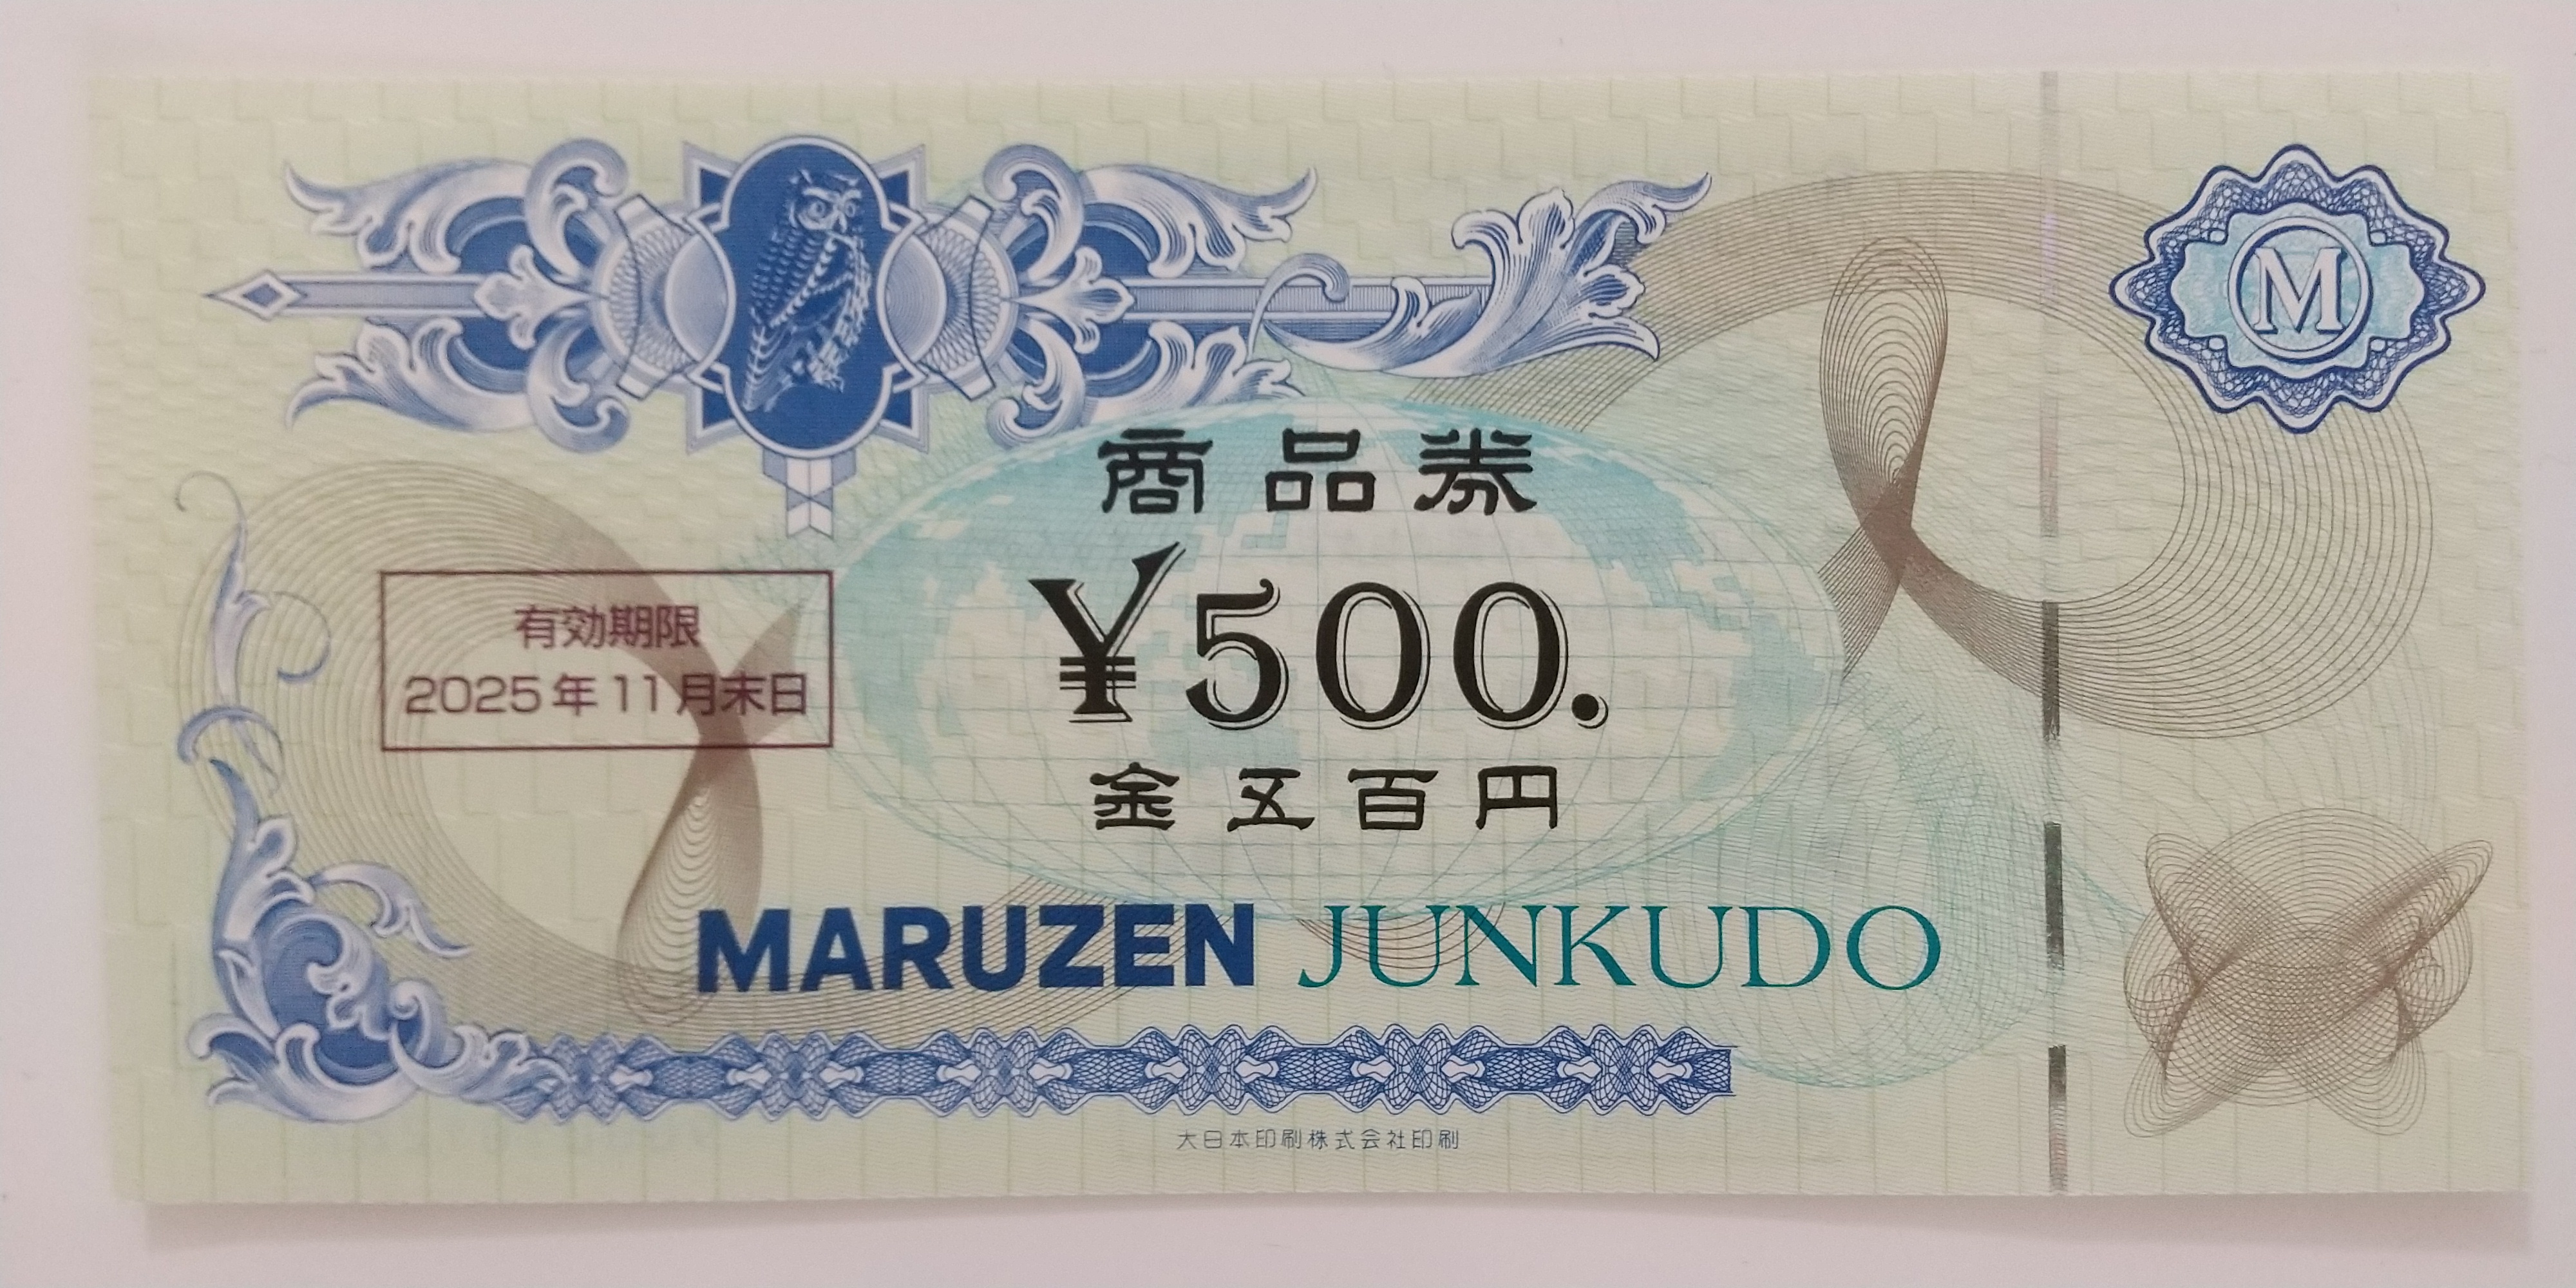 M
商品券
¥500.
金五百円
有効期限
2025年11月末日
MARUZEN JUNKUDO
大日本印刷株式会社印刷